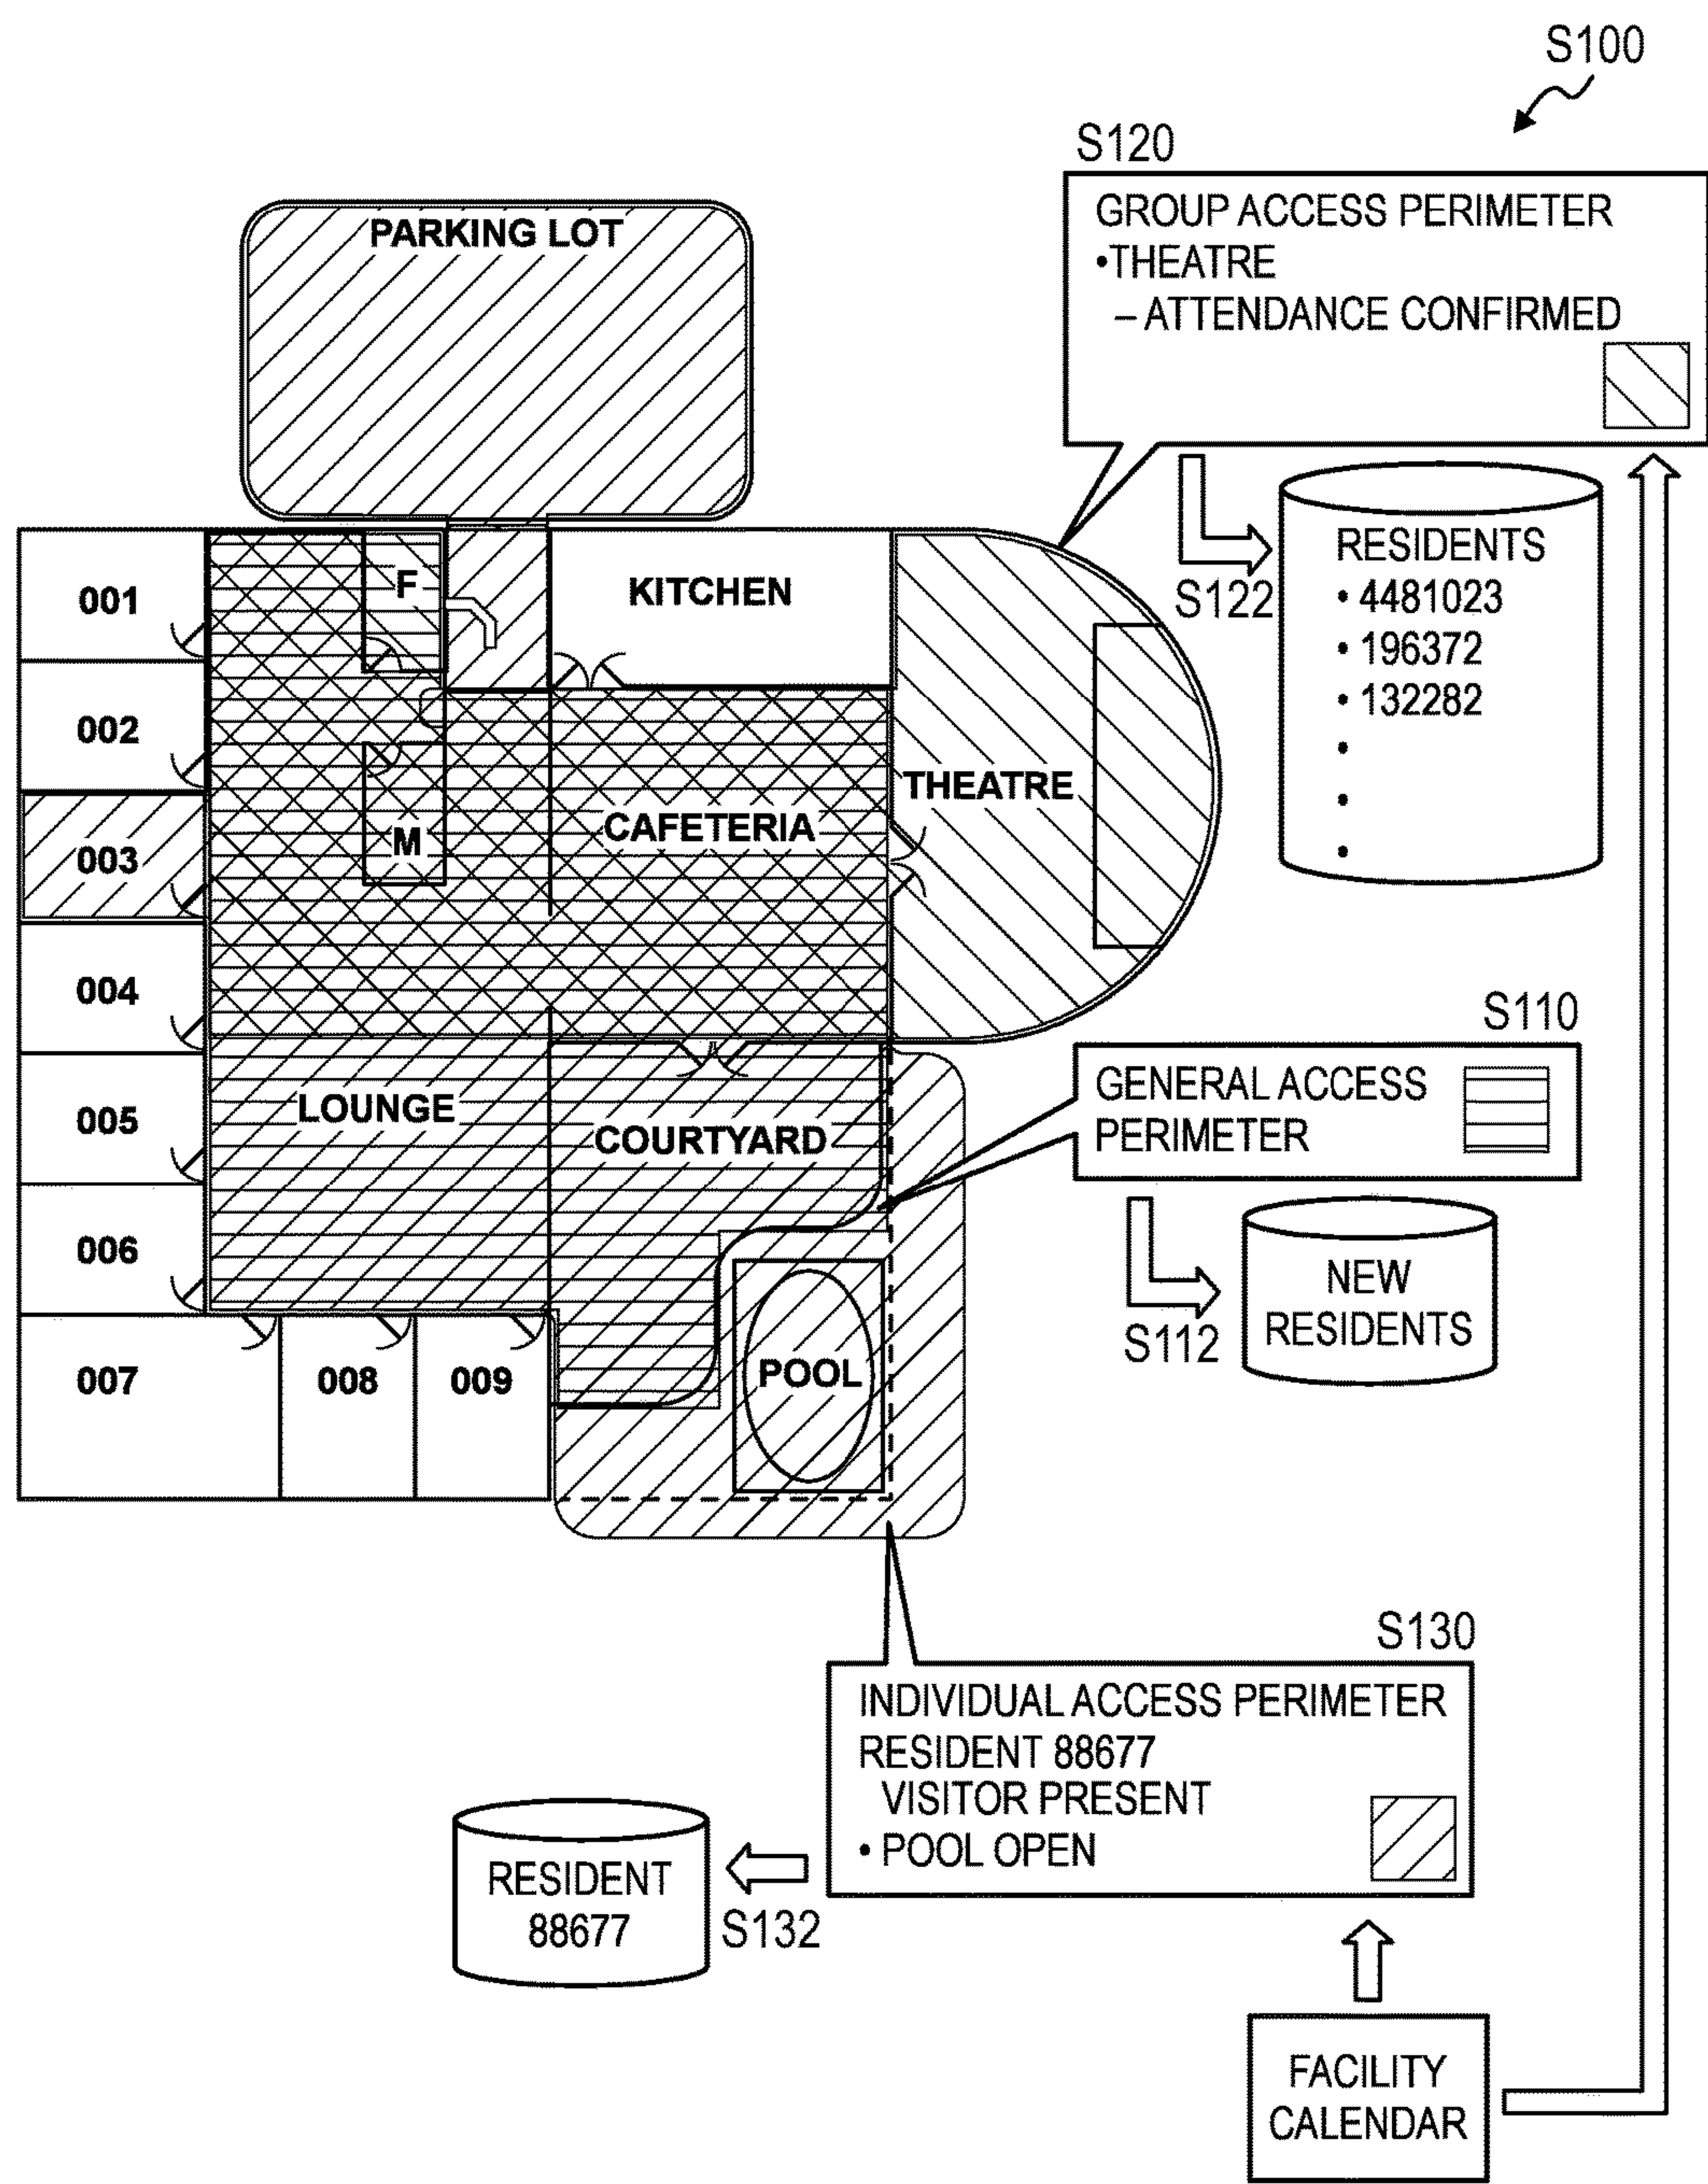 S100
S120
GROUP ACCESS PERIMETER
•THEATRE
– ATTENDANCE CONFIRMED
PARKING LOT
S122
RESIDENTS
• 4481023
• 196372
• 132282
•
•
•
001
F
KITCHEN
002
THEATRE
003
M
CAFETERIA
004
S110
GENERAL ACCESS
PERIMETER
005
LOUNGE
COURTYARD
006
S112
NEW
RESIDENTS
007
008
009
POOL
S130
INDIVIDUAL ACCESS PERIMETER
RESIDENT 88677
VISITOR PRESENT
• POOL OPEN
S132
RESIDENT
88677
FACILITY
CALENDAR